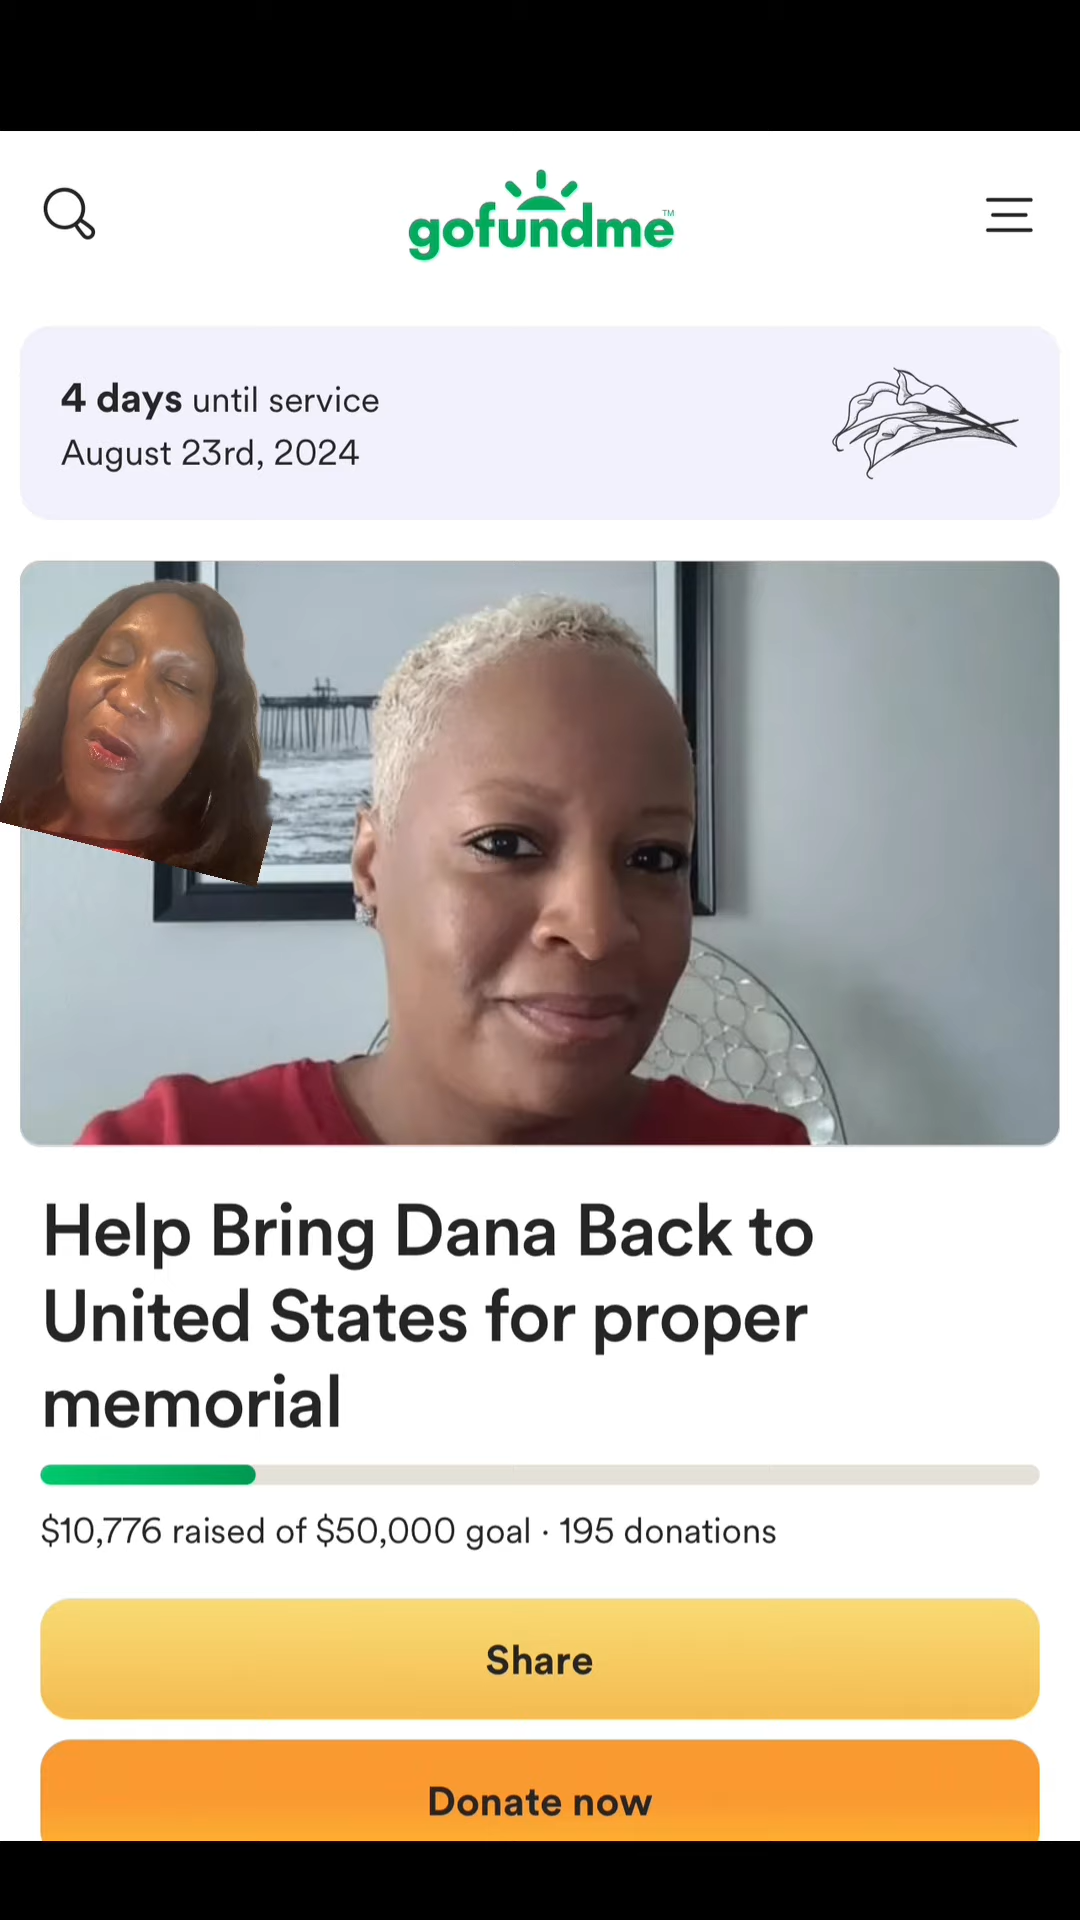 gofundme™
4 days until service
August 23rd, 2024
Help Bring Dana Back to
United States for proper
memorial
$10,776 raised of $50,000 goal · 195 donations
Share
Donate now